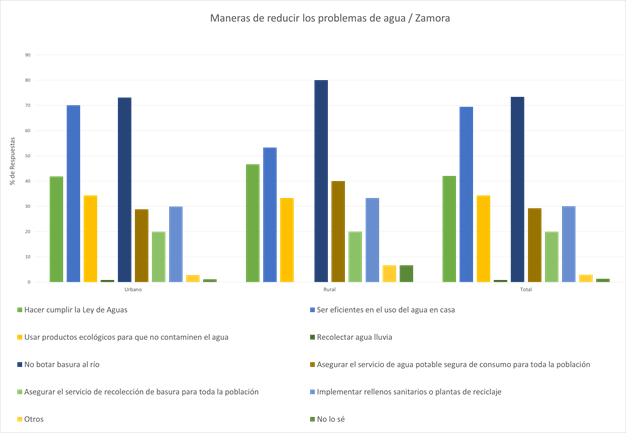 Maneras de reducir los problemas de agua / Zamora
90
80
70
60
50
40
30
20
10
0
% de Respuestas
Urbano Rural Total
Hacer cumplir la Ley de Aguas Ser eficientes en el uso del agua en casa
Usar productos ecológicos para que no contaminen el agua Recolectar agua lluvia
No botar basura al río Asegurar el servicio de agua potable segura de consumo para toda la población
Asegurar el servicio de recolección de basura para toda la población Implementar rellenos sanitarios o plantas de reciclaje
Otros No lo sé